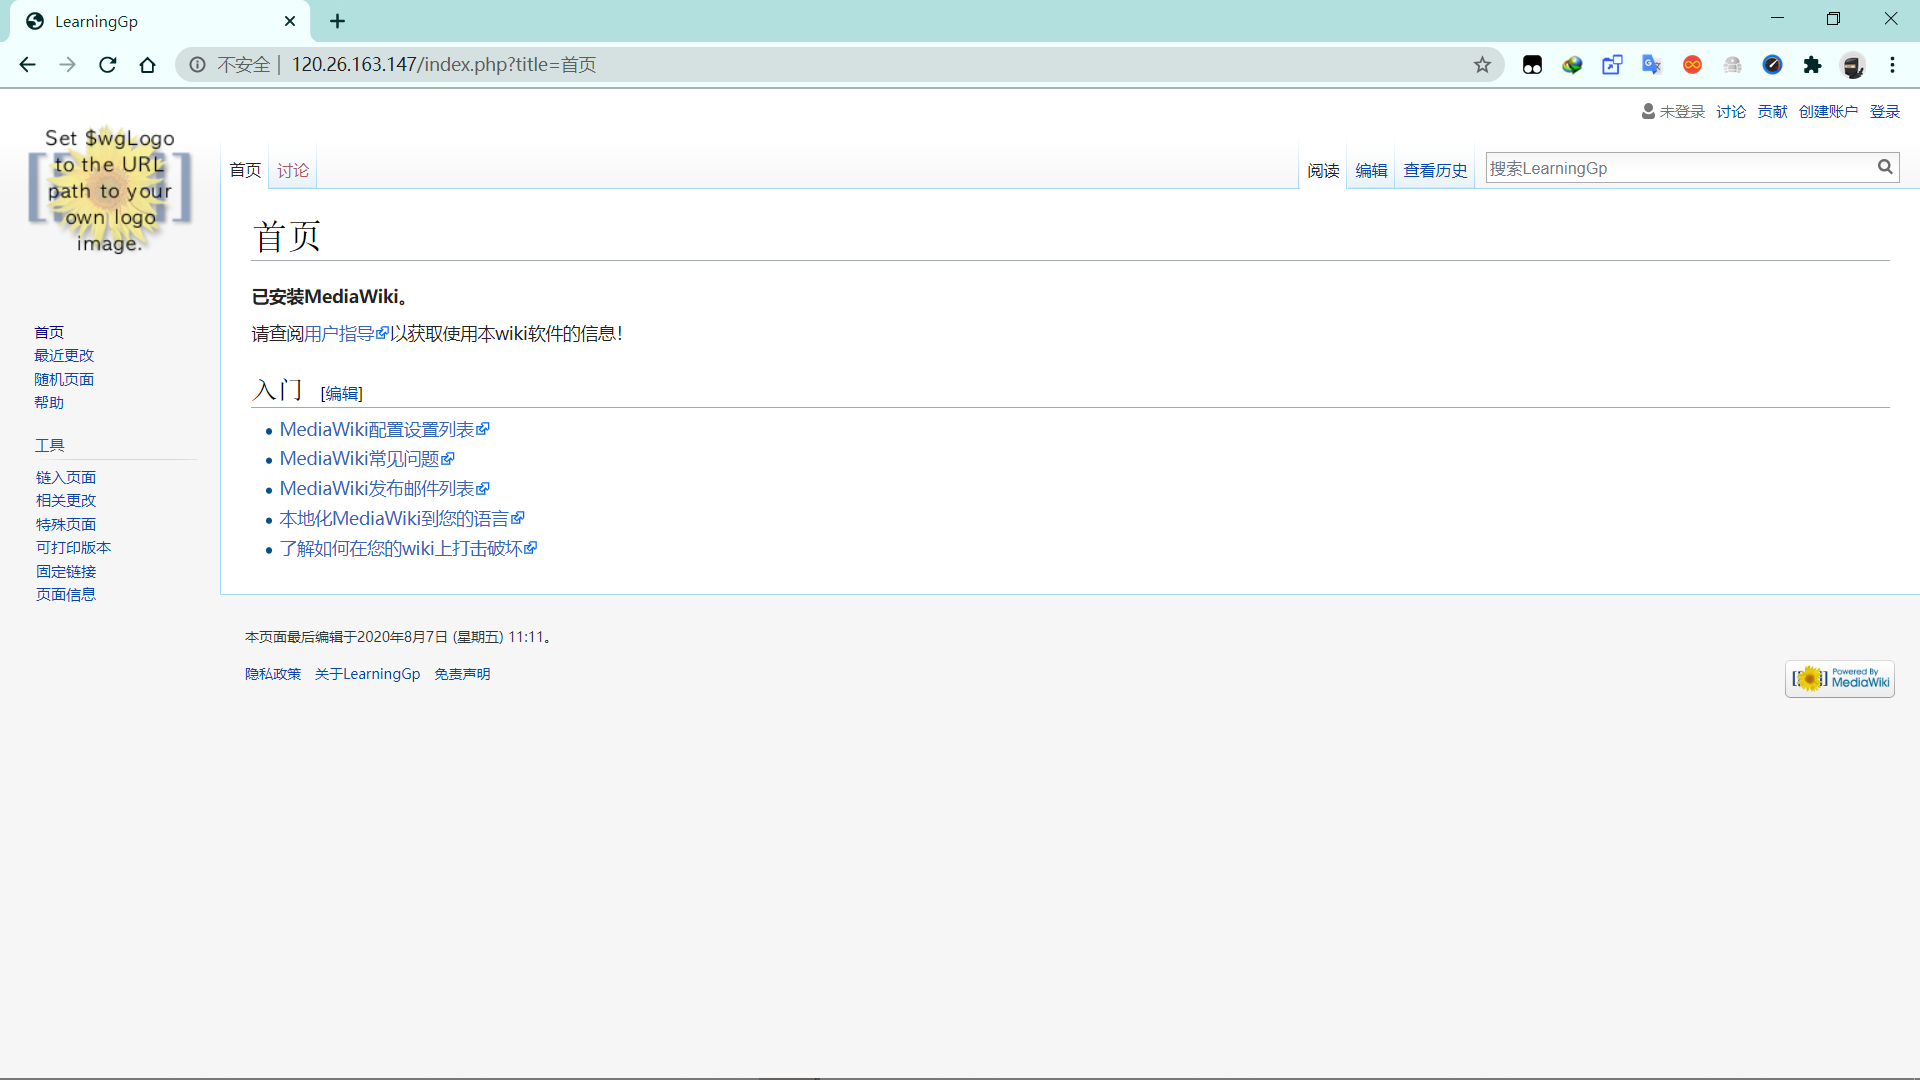 LearningGp
不安全 | 120.26.163.147/index.php?title=首页
未登录 讨论 贡献 创建账户 登录
Set $wgLogo
to the URL
path to your
own logo
image.
首页 讨论
阅读 编辑 查看历史 搜索LearningGp
首页
已安装MediaWiki。
请查阅用户指导以获取使用本wiki软件的信息！
入门 [编辑]
MediaWiki配置设置列表
MediaWiki常见问题
MediaWiki发布邮件列表
本地化MediaWiki到您的语言
了解如何在您的wiki上打击破坏
首页
最近更改
随机页面
帮助
工具
链入页面
相关更改
特殊页面
可打印版本
固定链接
页面信息
本页面最后编辑于2020年8月7日 (星期五) 11:11。
隐私政策 关于LearningGp 免责声明
Powered By
MediaWiki